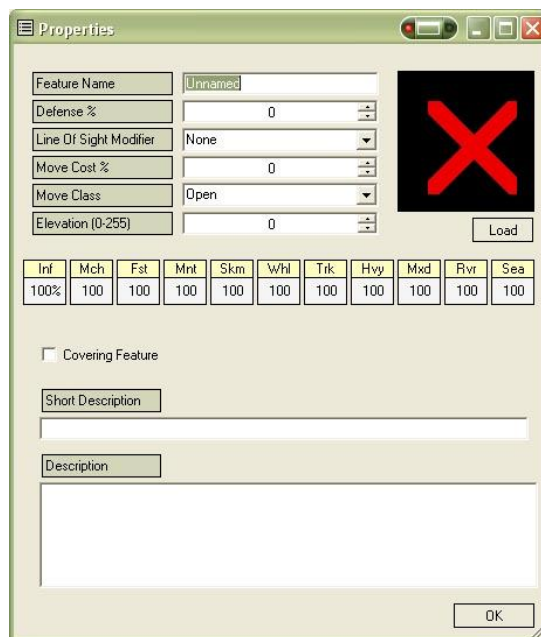 Properties
Feature Name Unnamed
Defense % 0
Line Of Sight Modifier None
Move Cost % 0
Move Class Open
Elevation (0-255) 0
Load
Inf Mch Fst Mnt Skm Whl Trk Hvy Mxd Rvr Sea
100% 100 100 100 100 100 100 100 100 100 100
Covering Feature
Short Description
Description
OK